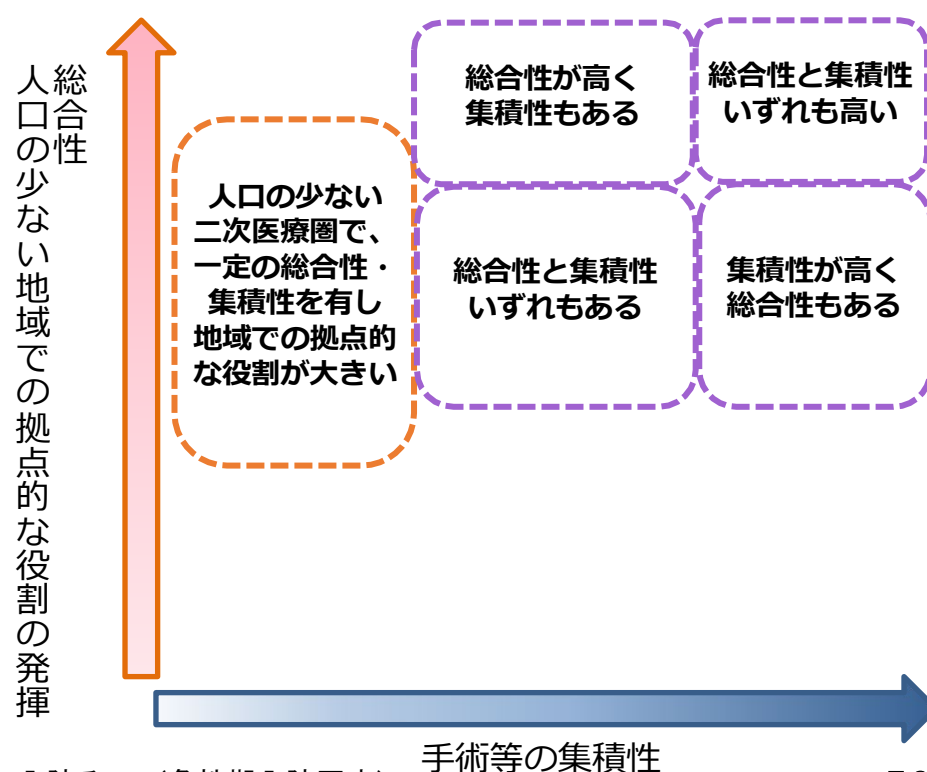 総合性
人口の少ない地域での拠点的な役割の発揮
総合性が高く
集積性もある
総合性と集積性
いずれも高い
人口の少ない
二次医療圏で、
一定の総合性・
集積性を有し
地域での拠点的
な役割が大きい
総合性と集積性
いずれもある
集積性が高く
総合性もある
手術等の集積性